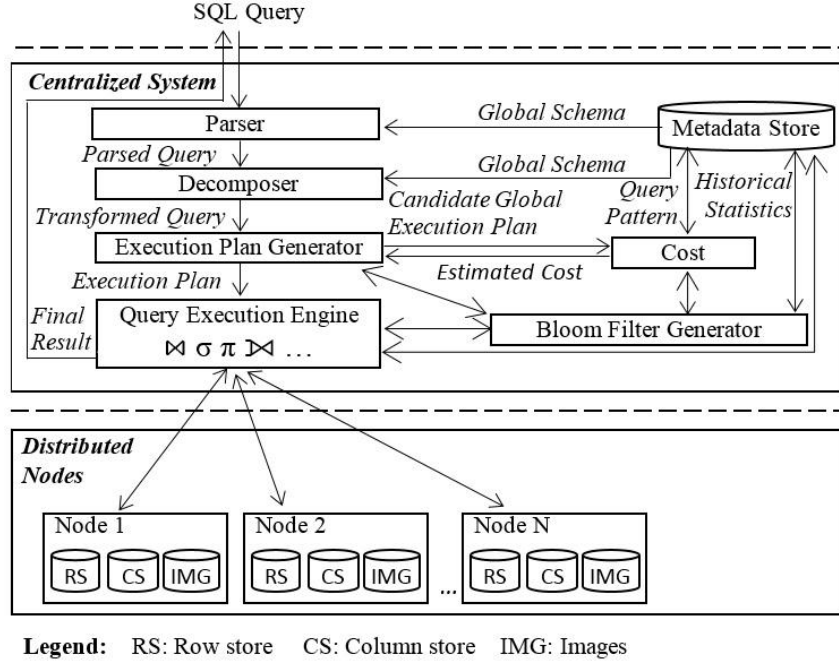 SQL Query
Centralized System
Parser
Global Schema
Metadata Store
Parsed Query
Decomposer
Global Schema
Transformed Query
Candidate Global
Execution Plan
Query
Pattern
Historical
Statistics
Execution Plan Generator
Estimated Cost
Cost
Execution Plan
Final
Result
Query Execution Engine
⋈ σ π ⟕ …
Bloom Filter Generator
Distributed
Nodes
Node 1
Node 2
Node N
RS CS IMG
RS CS IMG
...
RS CS IMG
Legend: RS: Row store CS: Column store IMG: Images